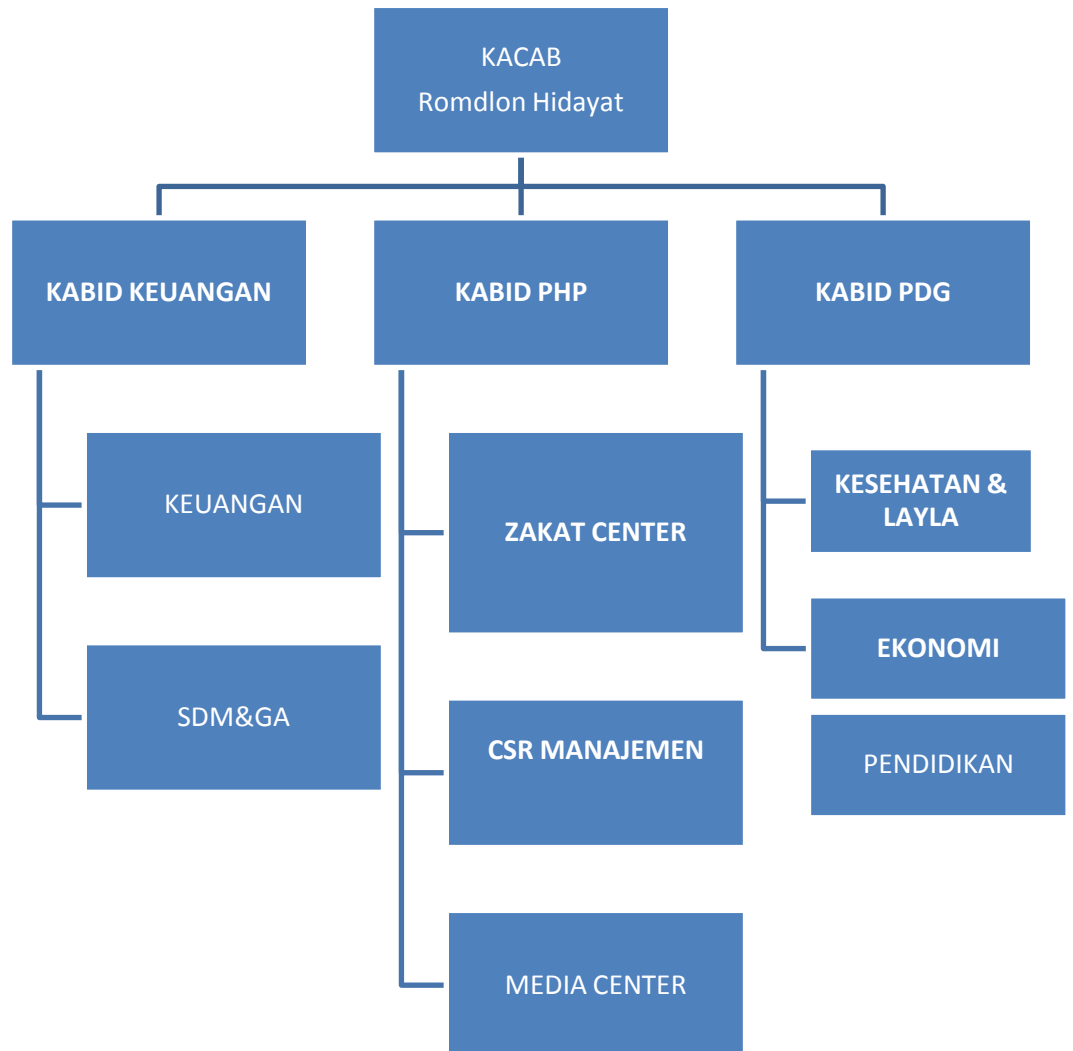 KACAB
Romdlon Hidayat
KABID KEUANGAN
KABID PHP
KABID PDG
KEUANGAN
SDM&GA
ZAKAT CENTER
CSR MANAJEMEN
MEDIA CENTER
KESEHATAN &
LAYLA
EKONOMI
PENDIDIKAN